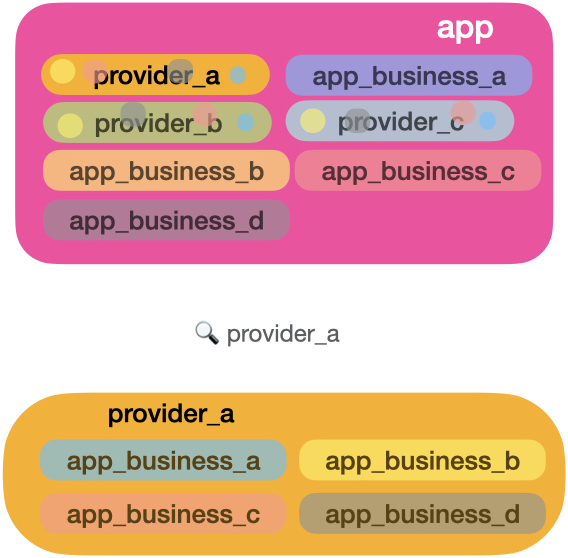 app
provider_a app_business_a
provider_b provider_c
app_business_b app_business_c
app_business_d
🔍 provider_a
provider_a
app_business_a app_business_b
app_business_c app_business_d